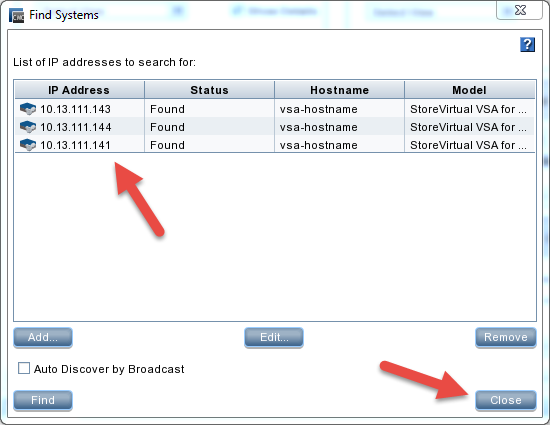 CMC Find Systems
List of IP addresses to search for:
IP Address Status Hostname Model
10.13.111.143 Found vsa-hostname StoreVirtual VSA for ...
10.13.111.144 Found vsa-hostname StoreVirtual VSA for ...
10.13.111.141 Found vsa-hostname StoreVirtual VSA for ...
Add... Edit... Remove
Auto Discover by Broadcast
Find Close